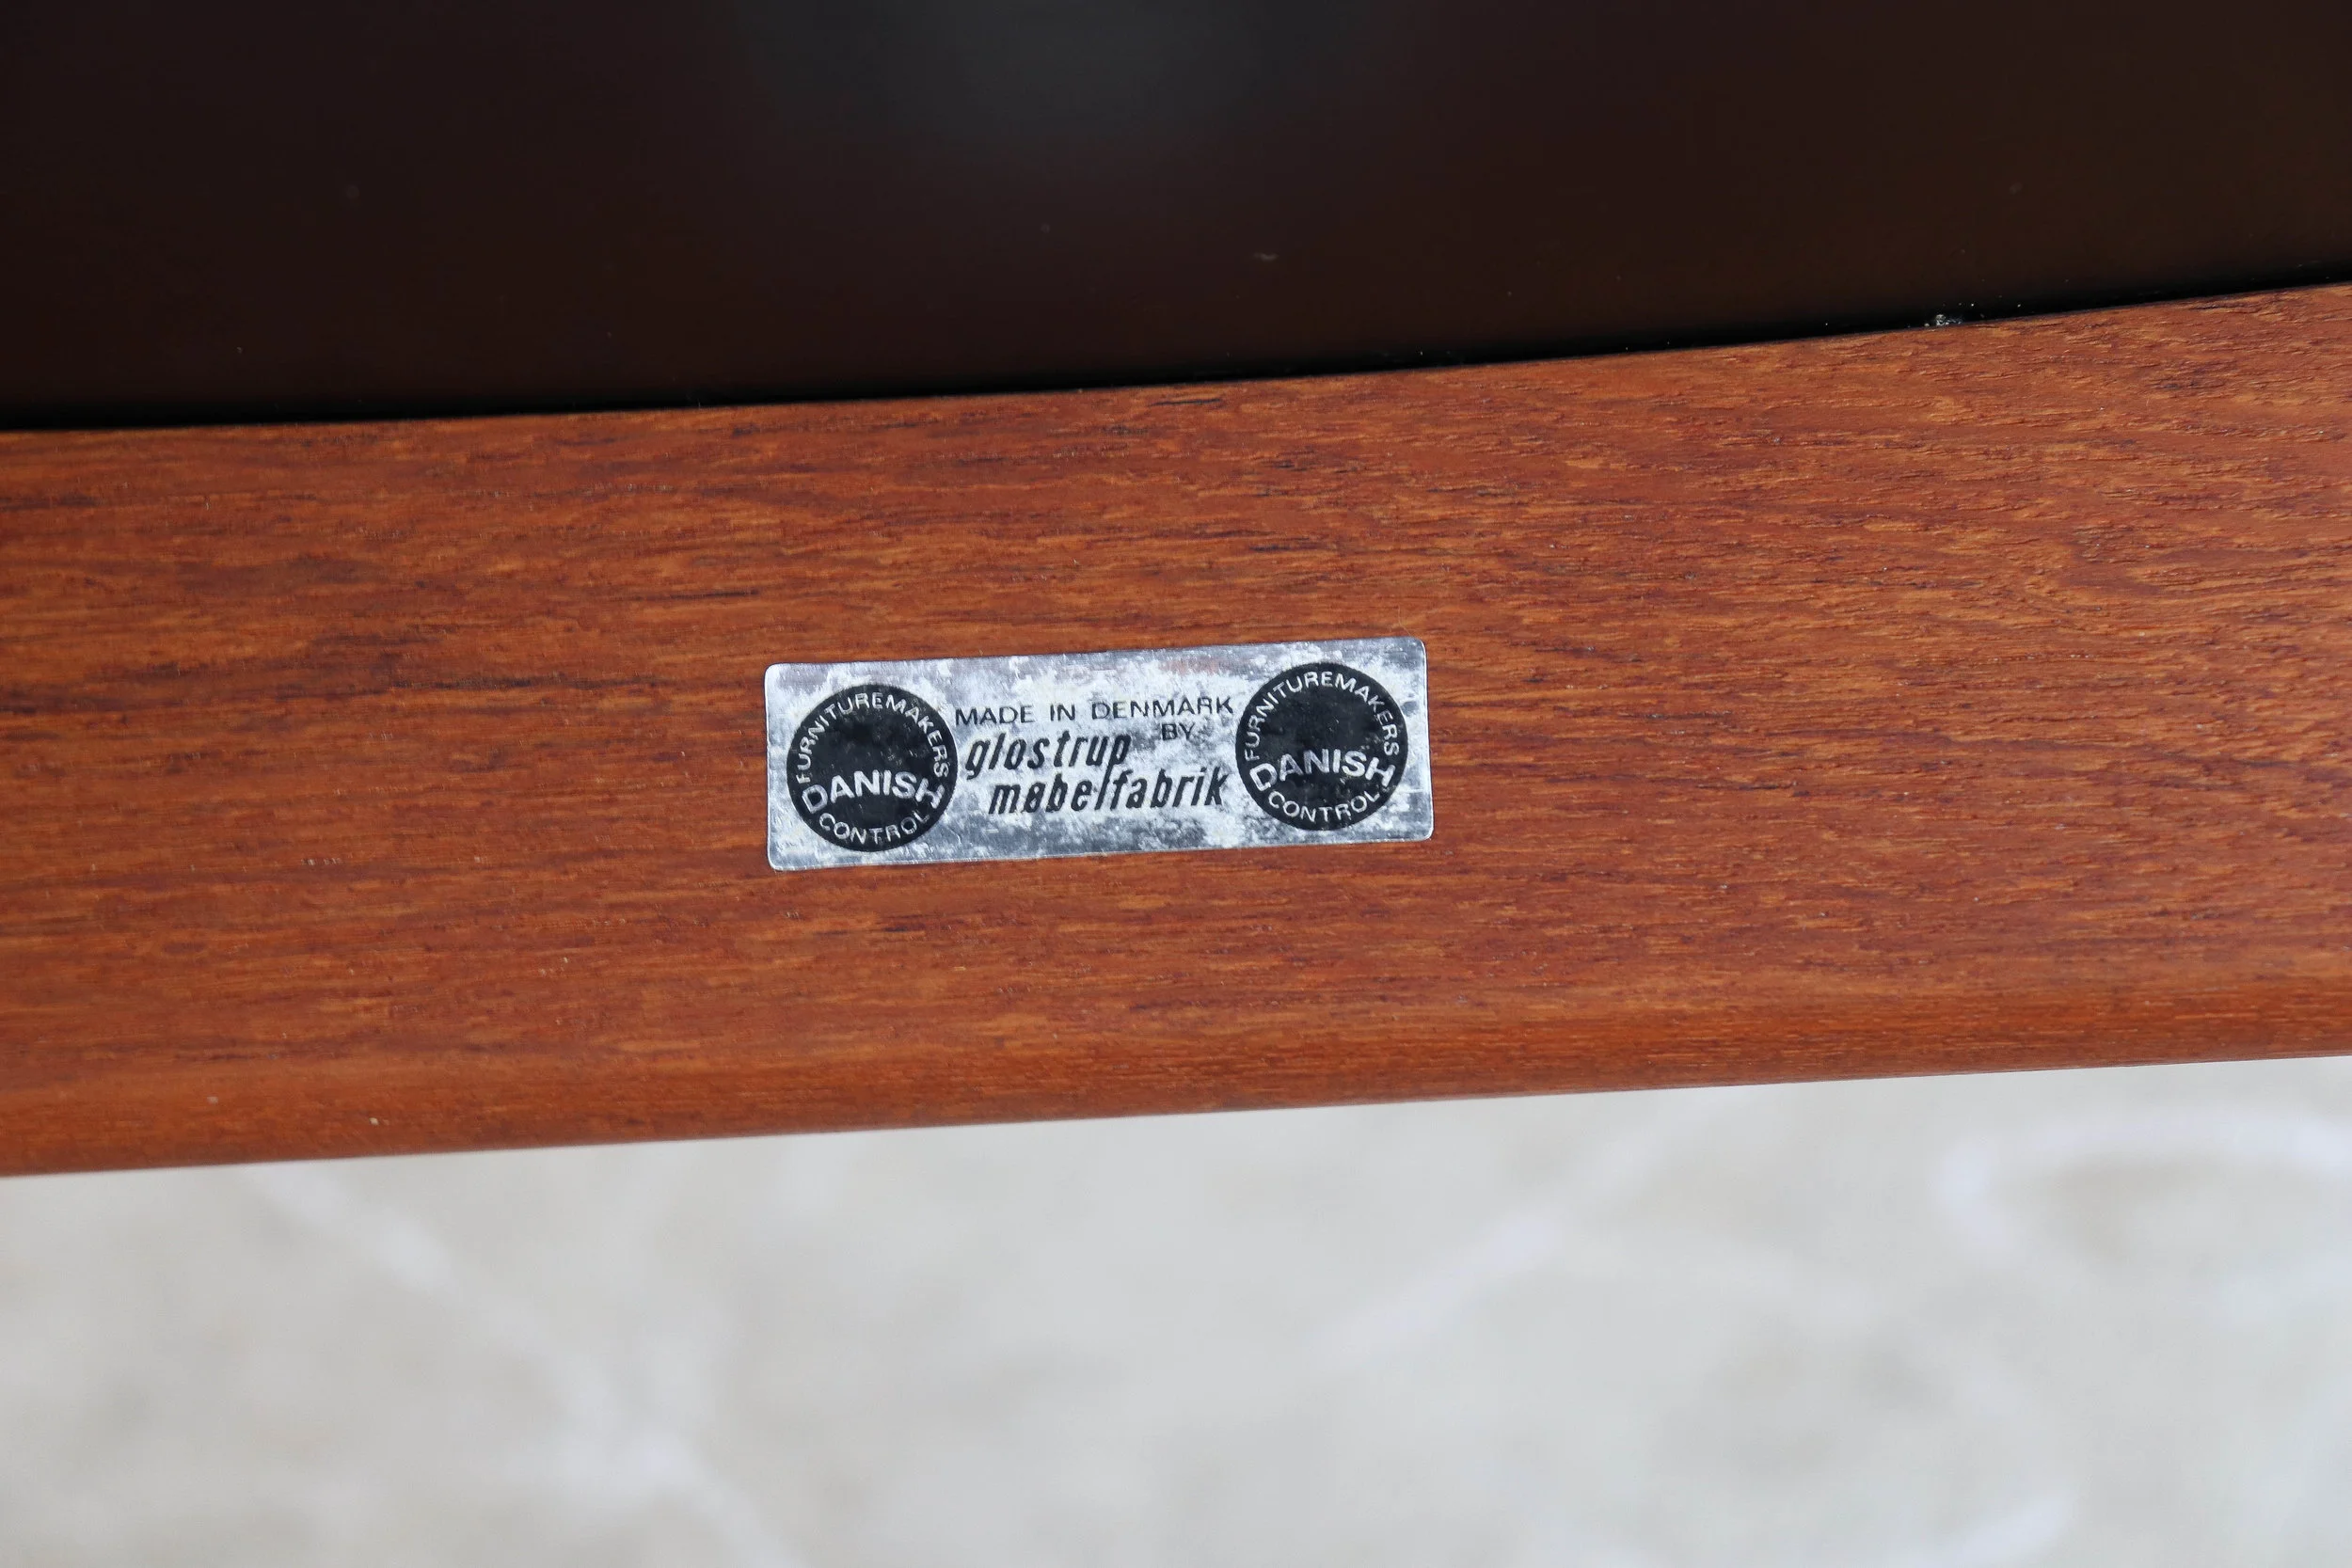 FURNITUREMAKERS
DANISH
CONTROL
MADE IN DENMARK
BY
glostrup
møbelfabrik
FURNITUREMAKERS
DANISH
CONTROL